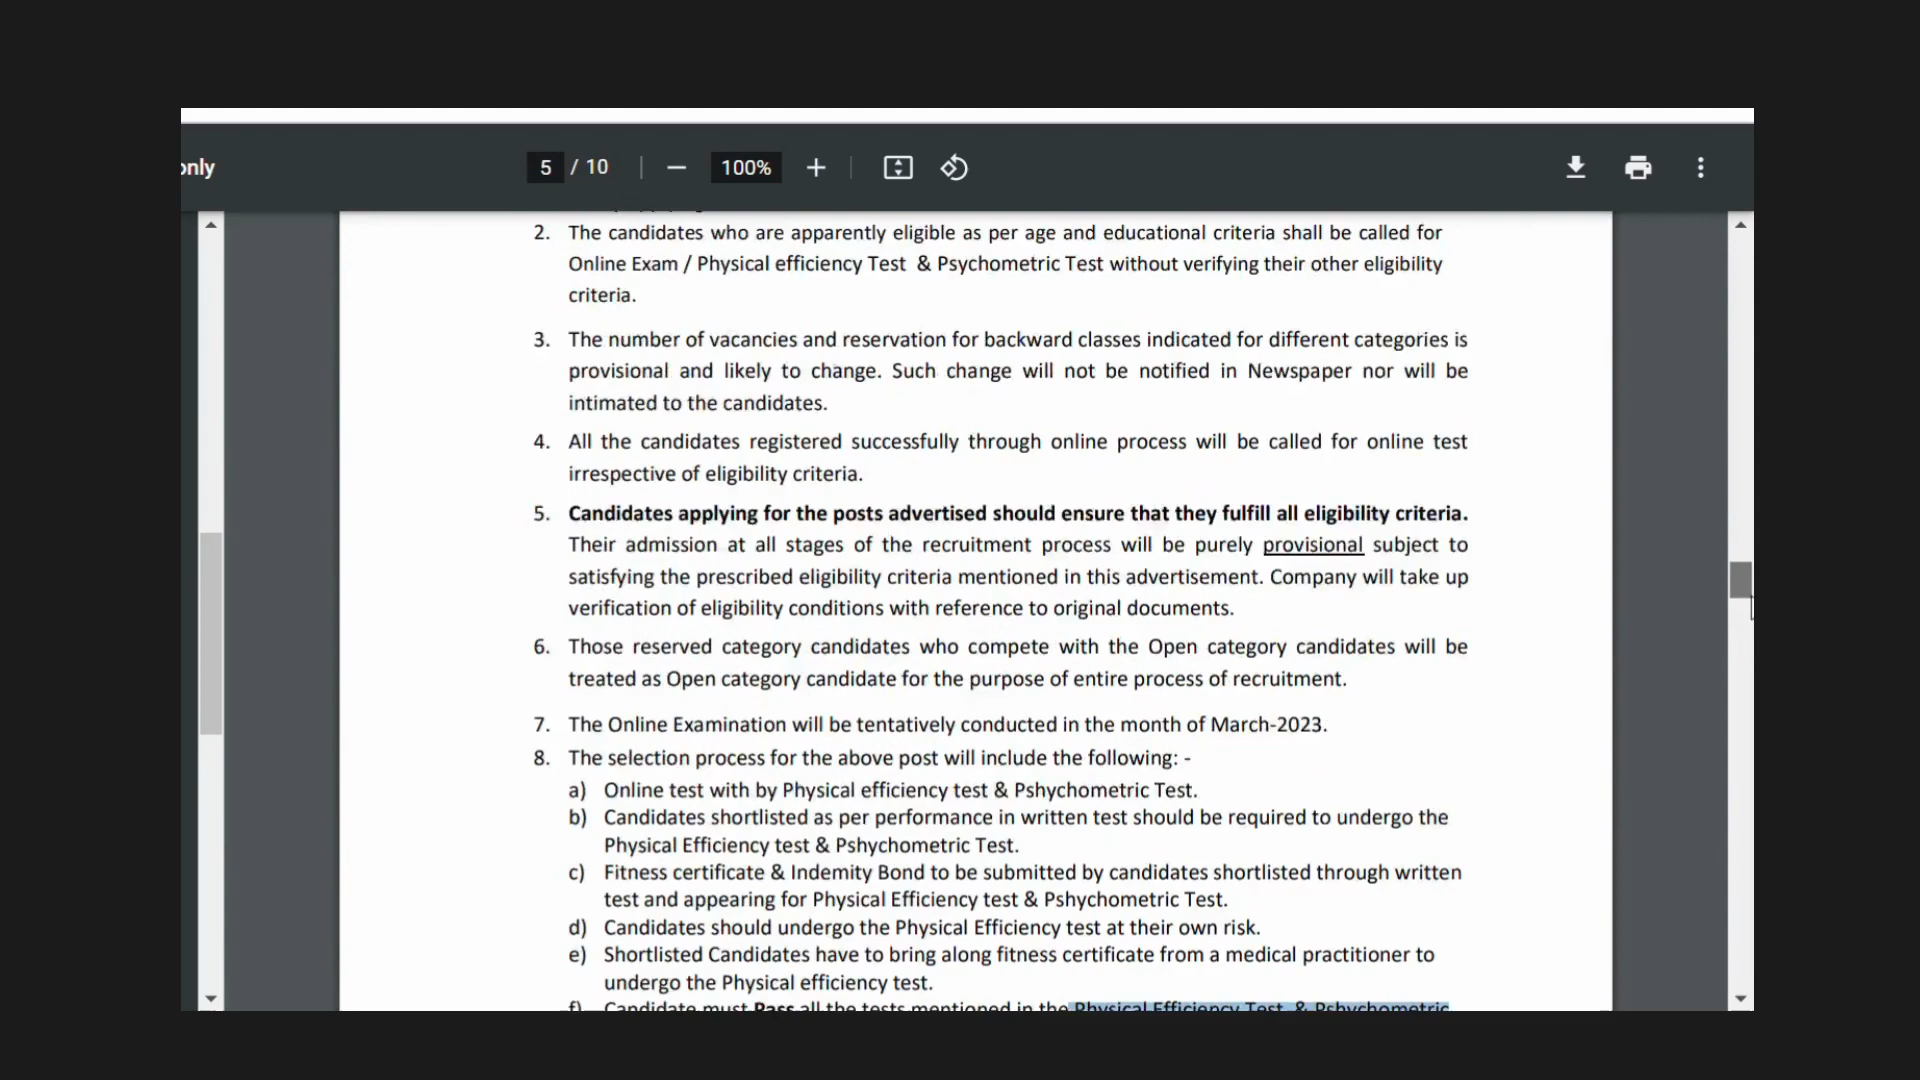 only
5 / 10
100%
2. The candidates who are apparently eligible as per age and educational criteria shall be called for
Online Exam / Physical efficiency Test & Psychometric Test without verifying their other eligibility
criteria.
3. The number of vacancies and reservation for backward classes indicated for different categories is
provisional and likely to change. Such change will not be notified in Newspaper nor will be
intimated to the candidates.
4. All the candidates registered successfully through online process will be called for online test
irrespective of eligibility criteria.
5. Candidates applying for the posts advertised should ensure that they fulfill all eligibility criteria.
Their admission at all stages of the recruitment process will be purely provisional subject to
satisfying the prescribed eligibility criteria mentioned in this advertisement. Company will take up
verification of eligibility conditions with reference to original documents.
6. Those reserved category candidates who compete with the Open category candidates will be
treated as Open category candidate for the purpose of entire process of recruitment.
7. The Online Examination will be tentatively conducted in the month of March-2023.
8. The selection process for the above post will include the following: -
a) Online test with by Physical efficiency test & Pshychometric Test.
b) Candidates shortlisted as per performance in written test should be required to undergo the
Physical Efficiency test & Pshychometric Test.
c) Fitness certificate & Indemity Bond to be submitted by candidates shortlisted through written
test and appearing for Physical Efficiency test & Pshychometric Test.
d) Candidates should undergo the Physical Efficiency test at their own risk.
e) Shortlisted Candidates have to bring along fitness certificate from a medical practitioner to
undergo the Physical efficiency test.
f) Candidate must Pass all the tests mentioned in the Physical Efficiency Test & Pshychometric